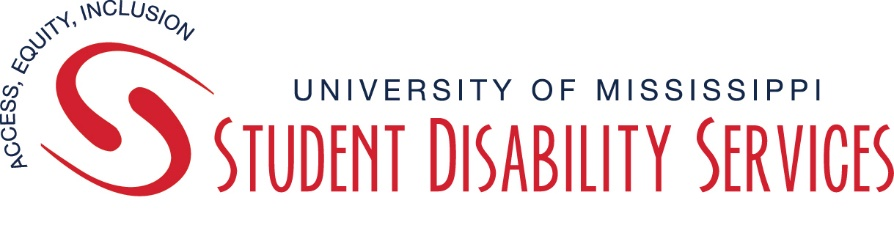 ACCESS, EQUITY, INCLUSION
UNIVERSITY OF MISSISSIPPI
STUDENT DISABILITY SERVICES